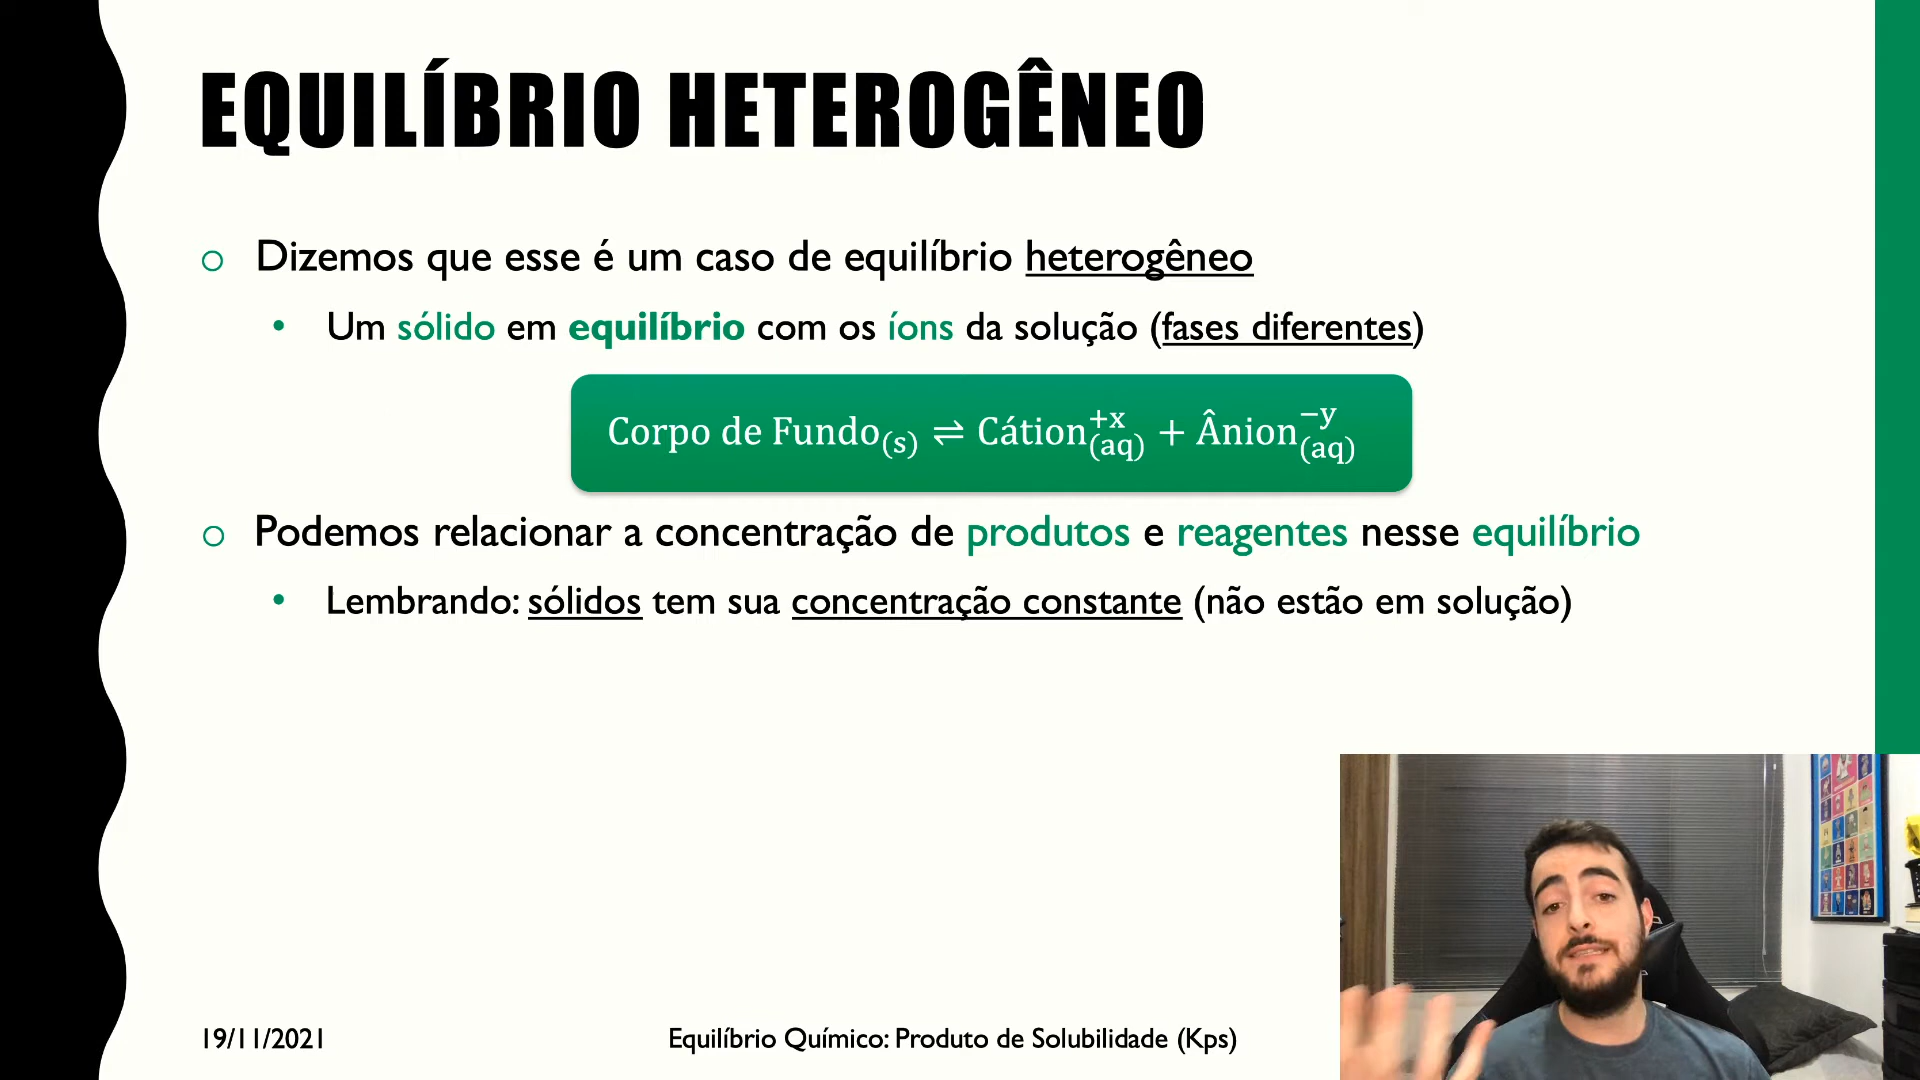 EQUILÍBRIO HETEROGÊNEO
Dizemos que esse é um caso de equilíbrio heterogêneo
Um sólido em equilíbrio com os íons da solução (fases diferentes)
Corpo de Fundo(s) ⇌ Cátion(aq)+x + Ânion(aq)−y
Podemos relacionar a concentração de produtos e reagentes nesse equilíbrio
Lembrando: sólidos tem sua concentração constante (não estão em solução)
19/11/2021
Equilíbrio Químico: Produto de Solubilidade (Kps)